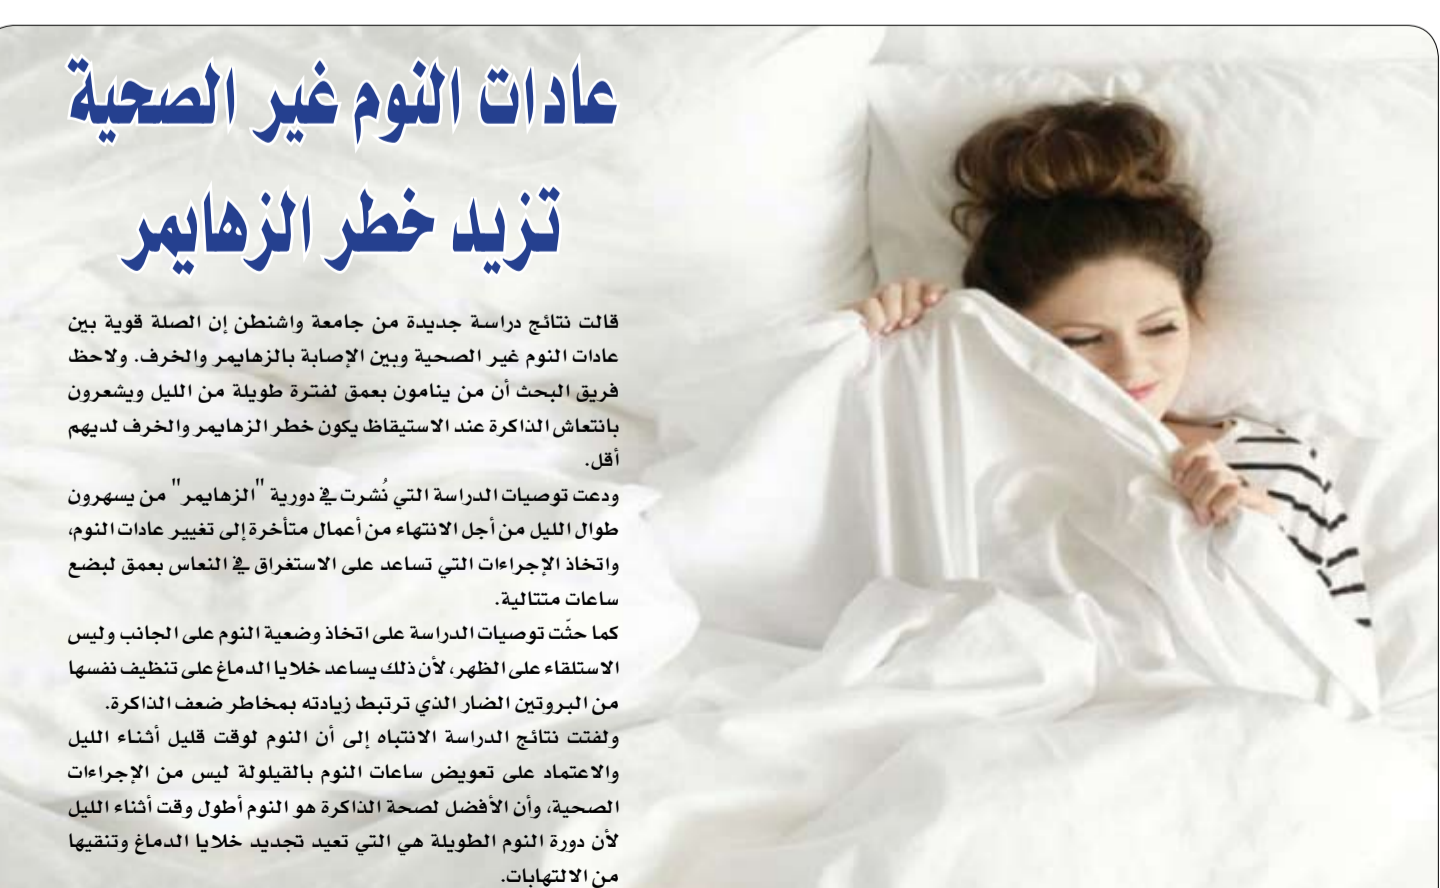 عادات النوم غير الصحية
تزيد خطر الزهايمر
قالت نتائج دراسة جديدة من جامعة واشنطن إن الصلة قوية بين
عادات النوم غير الصحية وبين الإصابة بالزهايمر والخرف. ولاحظ
فريق البحث أن من ينامون بعمق لفترة طويلة من الليل ويشعرون
بانتعاش الذاكرة عند الاستيقاظ يكون خطر الزهايمر والخرف لديهم
أقل.
ودعت توصيات الدراسة التي نُشرت في دورية "الزهايمر" من يسهرون
طوال الليل من أجل الانتهاء من أعمال متأخرة إلى تغيير عادات النوم،
واتخاذ الإجراءات التي تساعد على الاستغراق في النعاس بعمق لبضع
ساعات متتالية.
كما حثّت توصيات الدراسة على اتخاذ وضعية النوم على الجانب وليس
الاستلقاء على الظهر، لأن ذلك يساعد خلايا الدماغ على تنظيف نفسها
من البروتين الضار الذي ترتبط زيادته بمخاطر ضعف الذاكرة.
ولفتت نتائج الدراسة الانتباه إلى أن النوم لوقت قليل أثناء الليل
والاعتماد على تعويض ساعات النوم بالقيلولة ليس من الإجراءات
الصحية، وأن الأفضل لصحة الذاكرة هو النوم أطول وقت أثناء الليل
لأن دورة النوم الطويلة هي التي تعيد تجديد خلايا الدماغ وتنقيها
من الالتهابات.